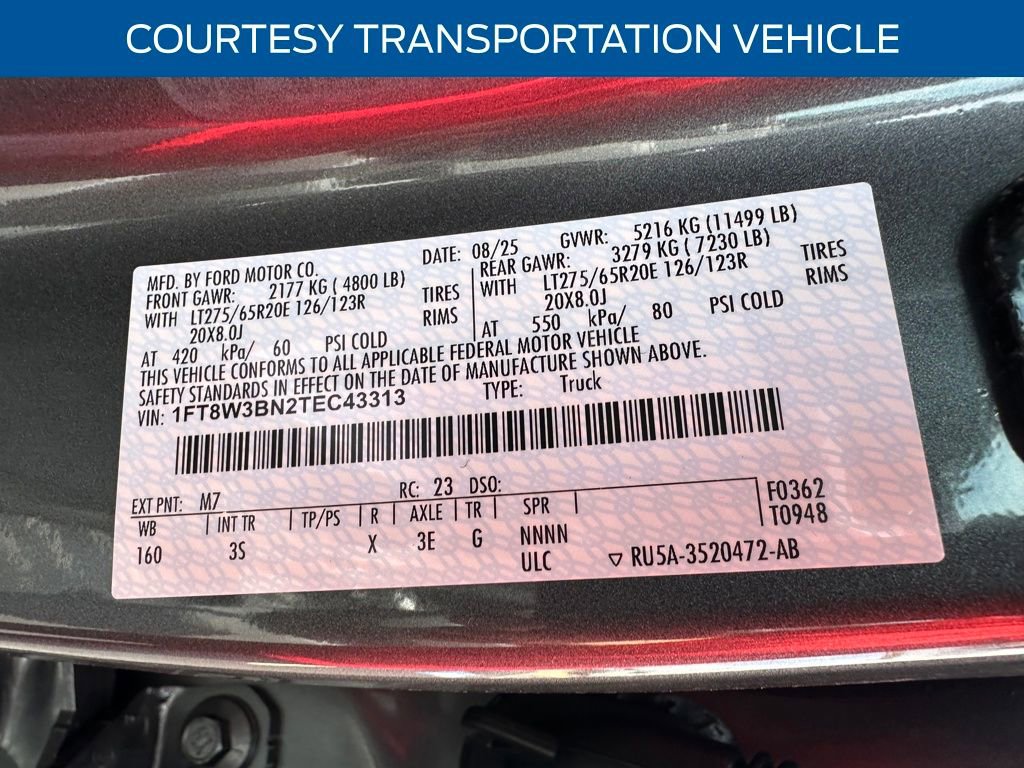 COURTESY TRANSPORTATION VEHICLE
MFD. BY FORD MOTOR CO. DATE: 08/25 GVWR: 5216 KG (11499 LB)
FRONT GAWR: 2177 KG ( 4800 LB) REAR GAWR: 3279 KG ( 7230 LB)
WITH LT275/65R20E 126/123R TIRES WITH LT275/65R20E 126/123R TIRES
20X8.0J RIMS 20X8.0J RIMS
AT 420 kPa/ 60 PSI COLD AT 550 kPa/ 80 PSI COLD
THIS VEHICLE CONFORMS TO ALL APPLICABLE FEDERAL MOTOR VEHICLE
SAFETY STANDARDS IN EFFECT ON THE DATE OF MANUFACTURE SHOWN ABOVE.
VIN: 1FT8W3BN2TEC43313 TYPE: Truck
EXT PNT: M7 RC: 23 DSO:
WB INT TR TP/PS R AXLE TR SPR F0362
160 3S X 3E G NNNN T0948
ULC ▽ RU5A-3520472-AB